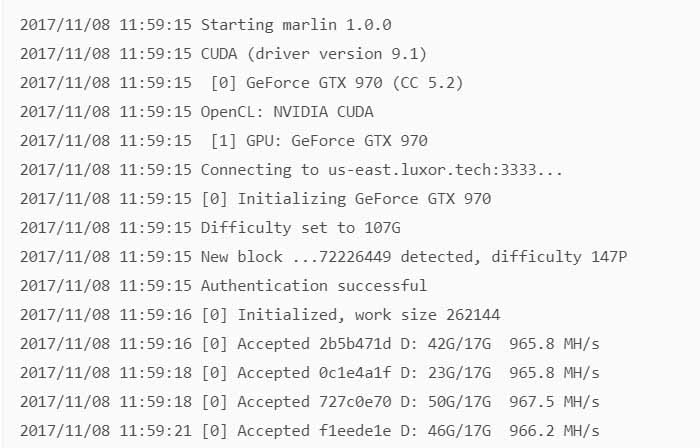 2017/11/08 11:59:15 Starting marlin 1.0.0
2017/11/08 11:59:15 CUDA (driver version 9.1)
2017/11/08 11:59:15  [0] GeForce GTX 970 (CC 5.2)
2017/11/08 11:59:15 OpenCL: NVIDIA CUDA
2017/11/08 11:59:15  [1] GPU: GeForce GTX 970
2017/11/08 11:59:15 Connecting to us-east.luxor.tech:3333...
2017/11/08 11:59:15 [0] Initializing GeForce GTX 970
2017/11/08 11:59:15 Difficulty set to 107G
2017/11/08 11:59:15 New block ...72226449 detected, difficulty 147P
2017/11/08 11:59:15 Authentication successful
2017/11/08 11:59:16 [0] Initialized, work size 262144
2017/11/08 11:59:16 [0] Accepted 2b5b471d D: 42G/17G  965.8 MH/s
2017/11/08 11:59:18 [0] Accepted 0c1e4a1f D: 23G/17G  965.8 MH/s
2017/11/08 11:59:18 [0] Accepted 727c0e70 D: 50G/17G  967.5 MH/s
2017/11/08 11:59:21 [0] Accepted f1eede1e D: 46G/17G  966.2 MH/s